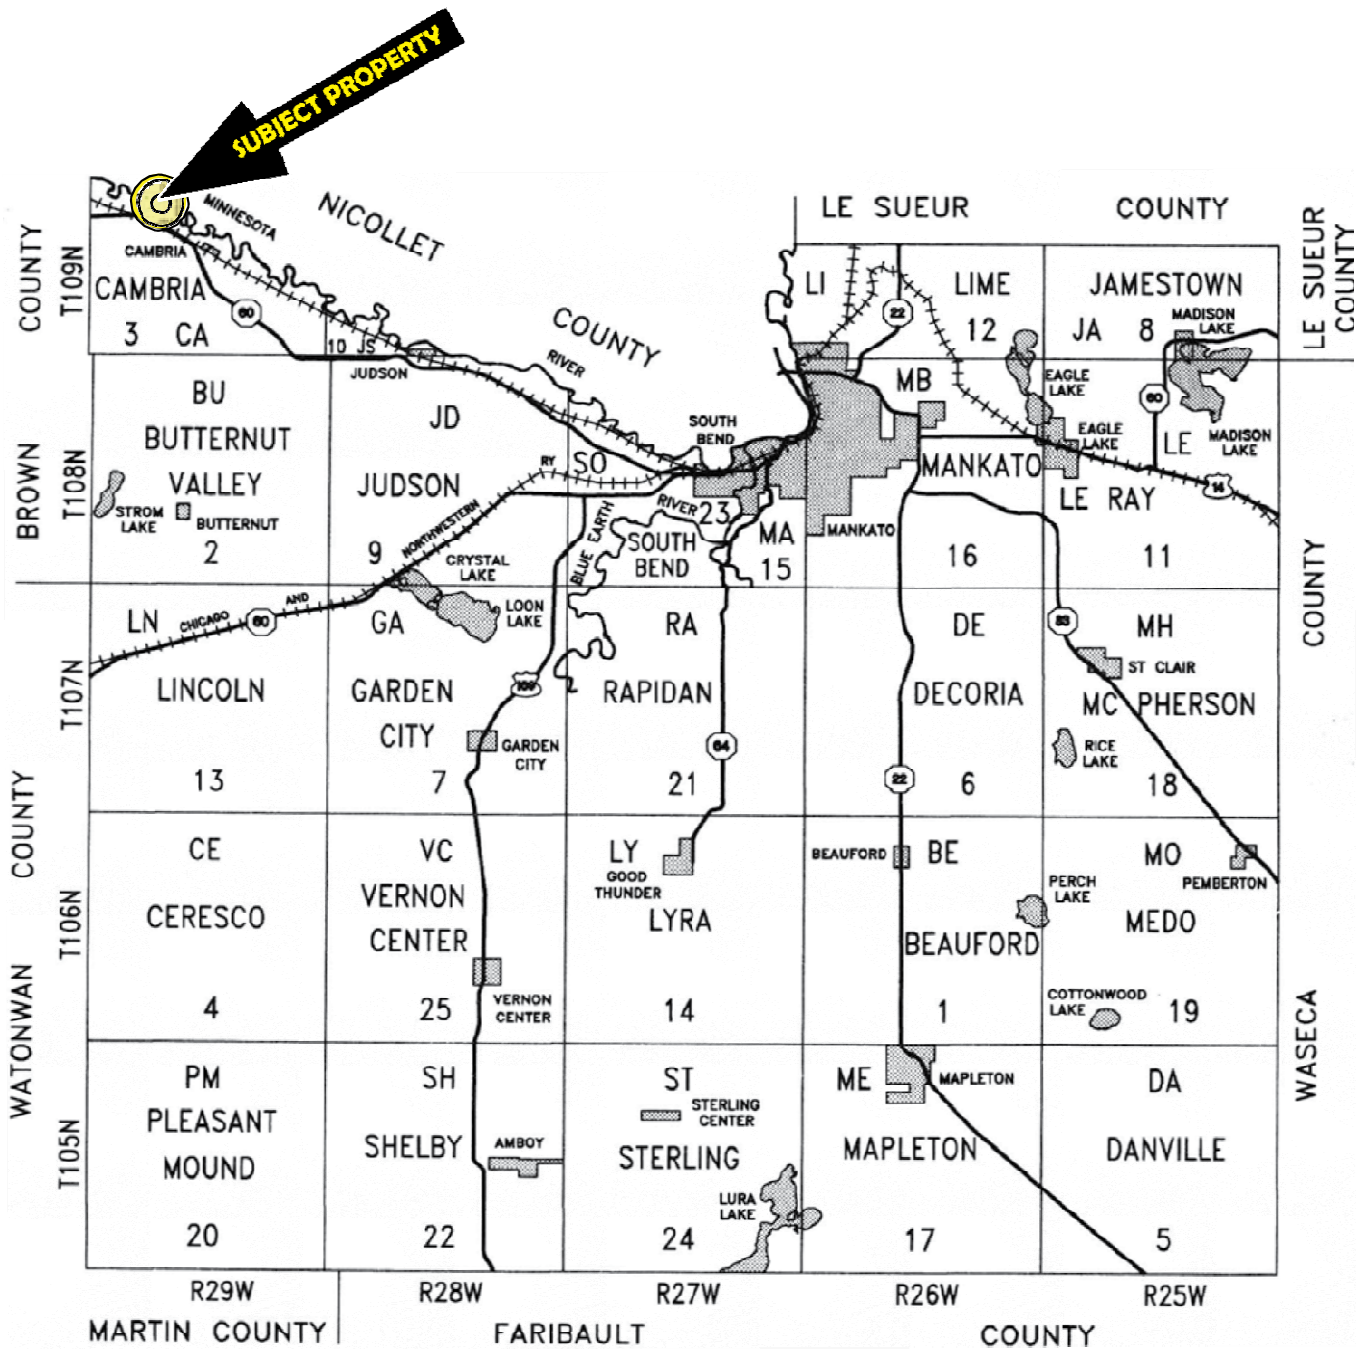 SUBJECT PROPERTY
NICOLLET
COUNTY
LE SUEUR
COUNTY
LE SUEUR
COUNTY
MINNESOTA
RIVER
COUNTY
T109N
CAMBRIA
CAMBRIA
3
CA
60
10
JS
JUDSON
LI
22
LIME
12
JAMESTOWN
JA
8
MADISON
LAKE
EAGLE
LAKE
60
MADISON
LAKE
BROWN
T108N
BU
BUTTERNUT
VALLEY
STROM
LAKE
BUTTERNUT
2
JD
JUDSON
9
NORTHWESTERN
RY
SO
SOUTH
BEND
RIVER
23
BLUE EARTH
SOUTH
BEND
MA
15
MB
MANKATO
MANKATO
16
EAGLE
LAKE
LE
LE RAY
14
11
COUNTY
CRYSTAL
LAKE
LOON
LAKE
T107N
LN
CHICAGO
AND
60
LINCOLN
13
GA
GARDEN
CITY
7
169
GARDEN
CITY
RA
RAPIDAN
21
64
DE
DECORIA
22
6
83
MH
ST CLAIR
MC PHERSON
RICE
LAKE
18
COUNTY
WATONWAN
T106N
CE
CERESCO
4
VC
VERNON
CENTER
25
VERNON
CENTER
LY
GOOD
THUNDER
LYRA
14
BEAUFORD
BE
BEAUFORD
1
PERCH
LAKE
MO
PEMBERTON
MEDO
COTTONWOOD
LAKE
19
WASECA
T105N
PM
PLEASANT
MOUND
20
SH
SHELBY
AMBOY
22
ST
STERLING
CENTER
STERLING
LURA
LAKE
24
ME
MAPLETON
MAPLETON
17
DA
DANVILLE
5
R29W
R28W
R27W
R26W
R25W
MARTIN COUNTY
FARIBAULT
COUNTY